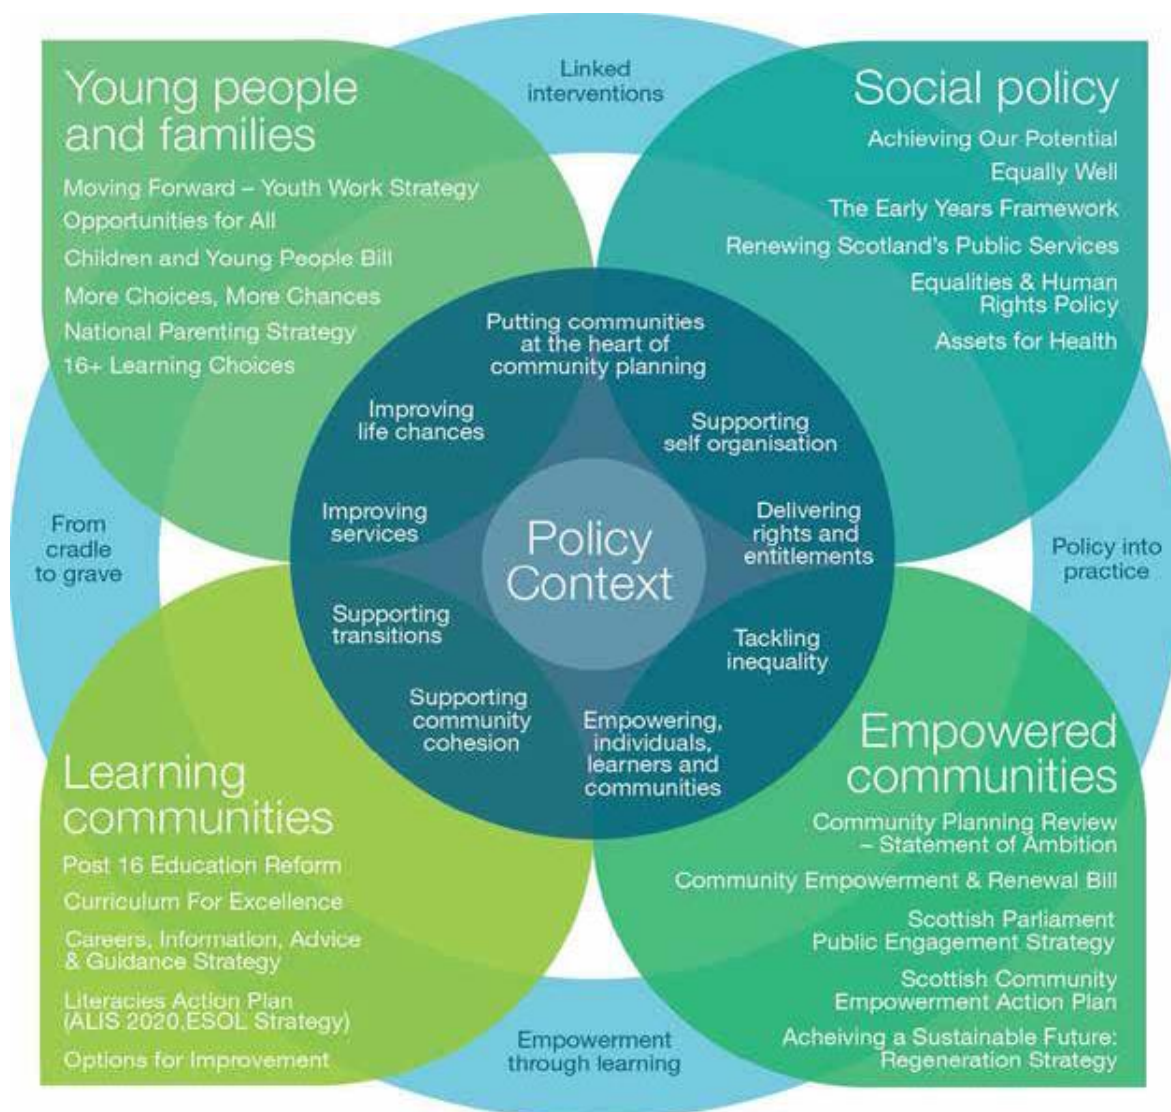 Young people
and families
Moving Forward – Youth Work Strategy
Opportunities for All
Children and Young People Bill
More Choices, More Chances
National Parenting Strategy
16+ Learning Choices
Linked
interventions
Social policy
Achieving Our Potential
Equally Well
The Early Years Framework
Renewing Scotland's Public Services
Equalities & Human
Rights Policy
Assets for Health
Putting communities
at the heart of
community planning
Improving
life chances
Supporting
self organisation
Improving
services
Delivering
rights and
entitlements
From
cradle
to grave
Policy
Context
Policy into
practice
Supporting
transitions
Tackling
inequality
Supporting
community
cohesion
Empowering,
individuals,
learners and
communities
Learning
communities
Post 16 Education Reform
Curriculum For Excellence
Careers, Information, Advice
& Guidance Strategy
Literacies Action Plan
(ALIS 2020,ESOL Strategy)
Options for Improvement
Empowered
communities
Community Planning Review
– Statement of Ambition
Community Empowerment & Renewal Bill
Scottish Parliament
Public Engagement Strategy
Scottish Community
Empowerment Action Plan
Acheiving a Sustainable Future:
Regeneration Strategy
Empowerment
through learning